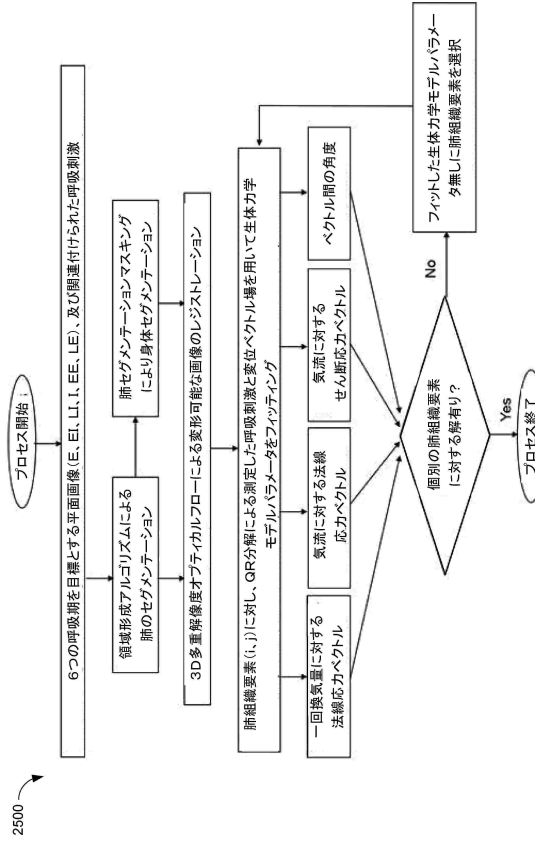 2500
プロセス開始 ;
6つの呼吸期を目標とする平面画像(E, EI, LI, I, EE, LE)、及び関連付けられた呼吸刺激
領域形成アルゴリズムによる
肺のセグメンテーション
肺セグメンテーションマスキング
により身体セグメンテーション
3D多重解像度オプティカルフローによる変形可能な画像のレジストレーション
肺組織要素(i, j)に対し、QR分解による測定した呼吸刺激と変位ベクトル場を用いて生体力学
モデルパラメータをフィッティング
一回換気量に対する
法線応力ベクトル
気流に対する法線
応力ベクトル
気流に対する
せん断応力ベクトル
ベクトル間の角度
個別の肺組織要素
に対する解有り?
No
フィットした生体力学モデルパラメー
タ無しに肺組織要素を選択
Yes
プロセス終了